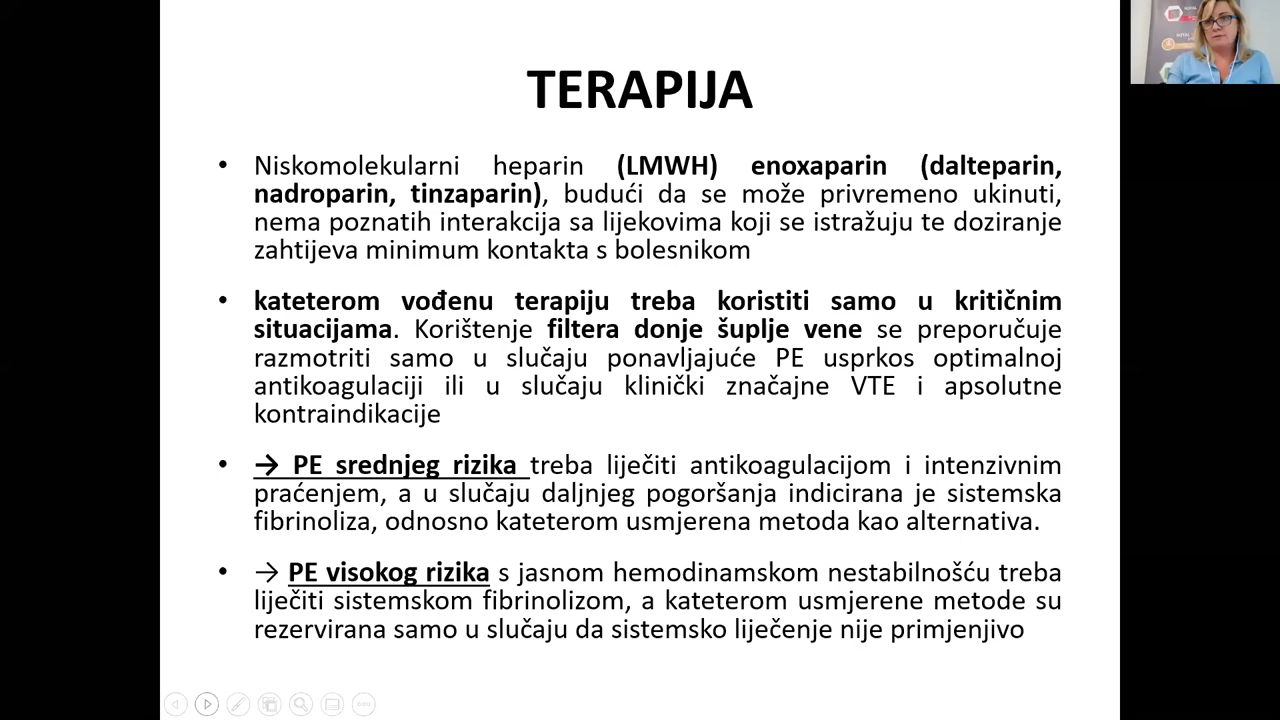 TERAPIJA
• Niskomolekularni heparin (LMWH) enoxaparin (dalteparin,
nadroparin, tinzaparin), budući da se može privremeno ukinuti,
nema poznatih interakcija sa lijekovima koji se istražuju te doziranje
zahtijeva minimum kontakta s bolesnikom
• kateterom vođenu terapiju treba koristiti samo u kritičnim
situacijama. Korištenje filtera donje šuplje vene se preporučuje
razmotriti samo u slučaju ponavljajuće PE usprkos optimalnoj
antikoagulaciji ili u slučaju klinički značajne VTE i apsolutne
kontraindikacije
• → PE srednjeg rizika treba liječiti antikoagulacijom i intenzivnim
praćenjem, a u slučaju daljnjeg pogoršanja indicirana je sistemska
fibrinoliza, odnosno kateterom usmjerena metoda kao alternativa.
• → PE visokog rizika s jasnom hemodinamskom nestabilnošću treba
liječiti sistemskom fibrinolizom, a kateterom usmjerene metode su
rezervirana samo u slučaju da sistemsko liječenje nije primjenjivo